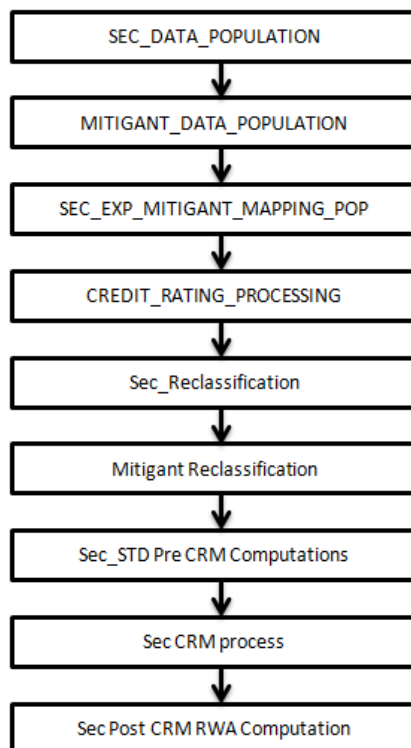 SEC_DATA_POPULATION
MITIGANT_DATA_POPULATION
SEC_EXP_MITIGANT_MAPPING_POP
CREDIT_RATING_PROCESSING
Sec_Reclassification
Mitigant Reclassification
Sec_STD Pre CRM Computations
Sec CRM process
Sec Post CRM RWA Computation